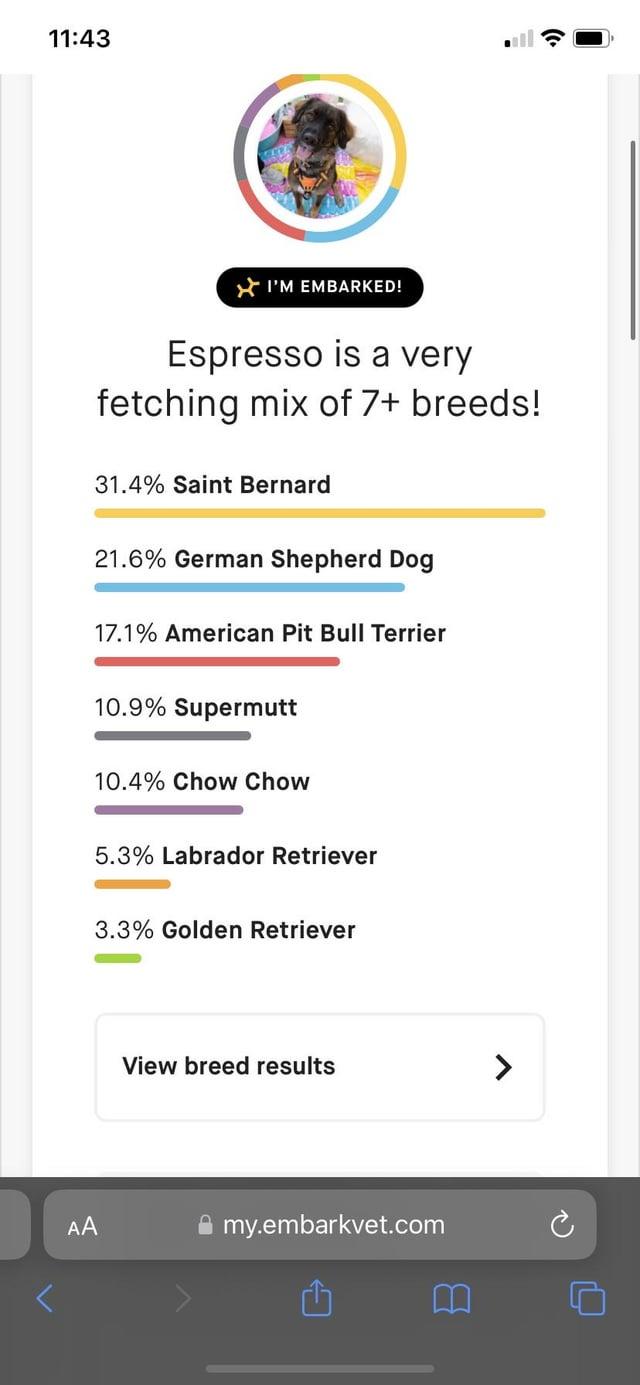 11:43
I'M EMBARKED!
Espresso is a very
fetching mix of 7+ breeds!
31.4% Saint Bernard
21.6% German Shepherd Dog
17.1% American Pit Bull Terrier
10.9% Supermutt
10.4% Chow Chow
5.3% Labrador Retriever
3.3% Golden Retriever
View breed results
AA my.embarkvet.com